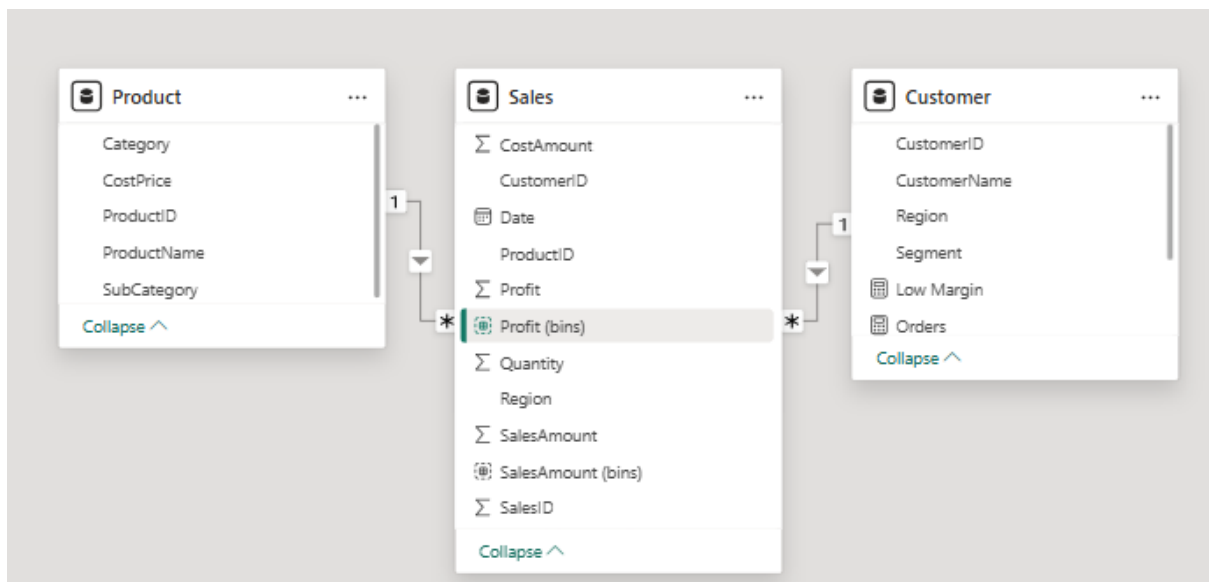 Product
...
Category
CostPrice
ProductID
ProductName
SubCategory
Collapse
1
*
Sales
...
Σ CostAmount
CustomerID
Date
ProductID
Σ Profit
Profit (bins)
Σ Quantity
Region
Σ SalesAmount
SalesAmount (bins)
Σ SalesID
Collapse
1
*
Customer
...
CustomerID
CustomerName
Region
Segment
Low Margin
Orders
Collapse